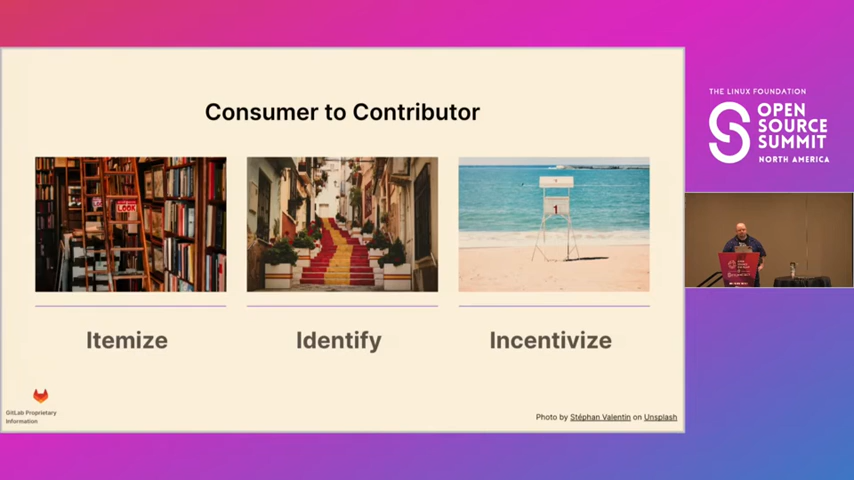 Consumer to Contributor
LOOK
1
Itemize
Identify
Incentivize
GitLab Proprietary
Information
Photo by Stéphan Valentin on Unsplash
THE LINUX FOUNDATION
OPEN
SOURCE
SUMMIT
NORTH AMERICA